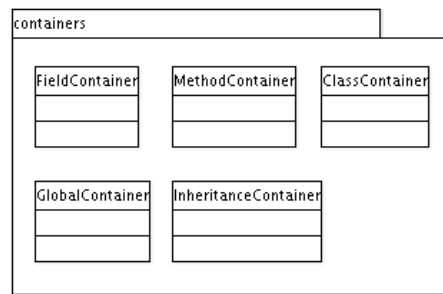 containers
FieldContainer
MethodContainer
ClassContainer
GlobalContainer
InheritanceContainer